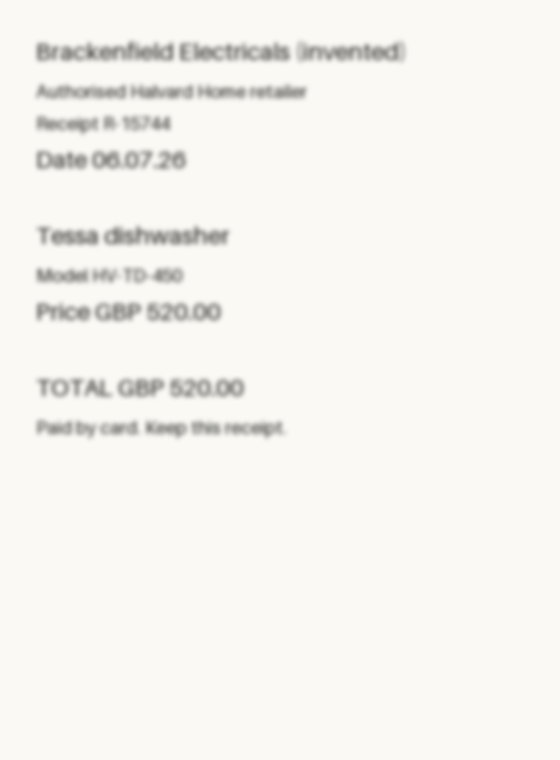 Brackenfield Electricals (invented)
Authorised Halvard Home retailer
Receipt R-15744
Date 06.07.26
Tessa dishwasher
Model HV-TD-450
Price GBP 520.00
TOTAL GBP 520.00
Paid by card. Keep this receipt.